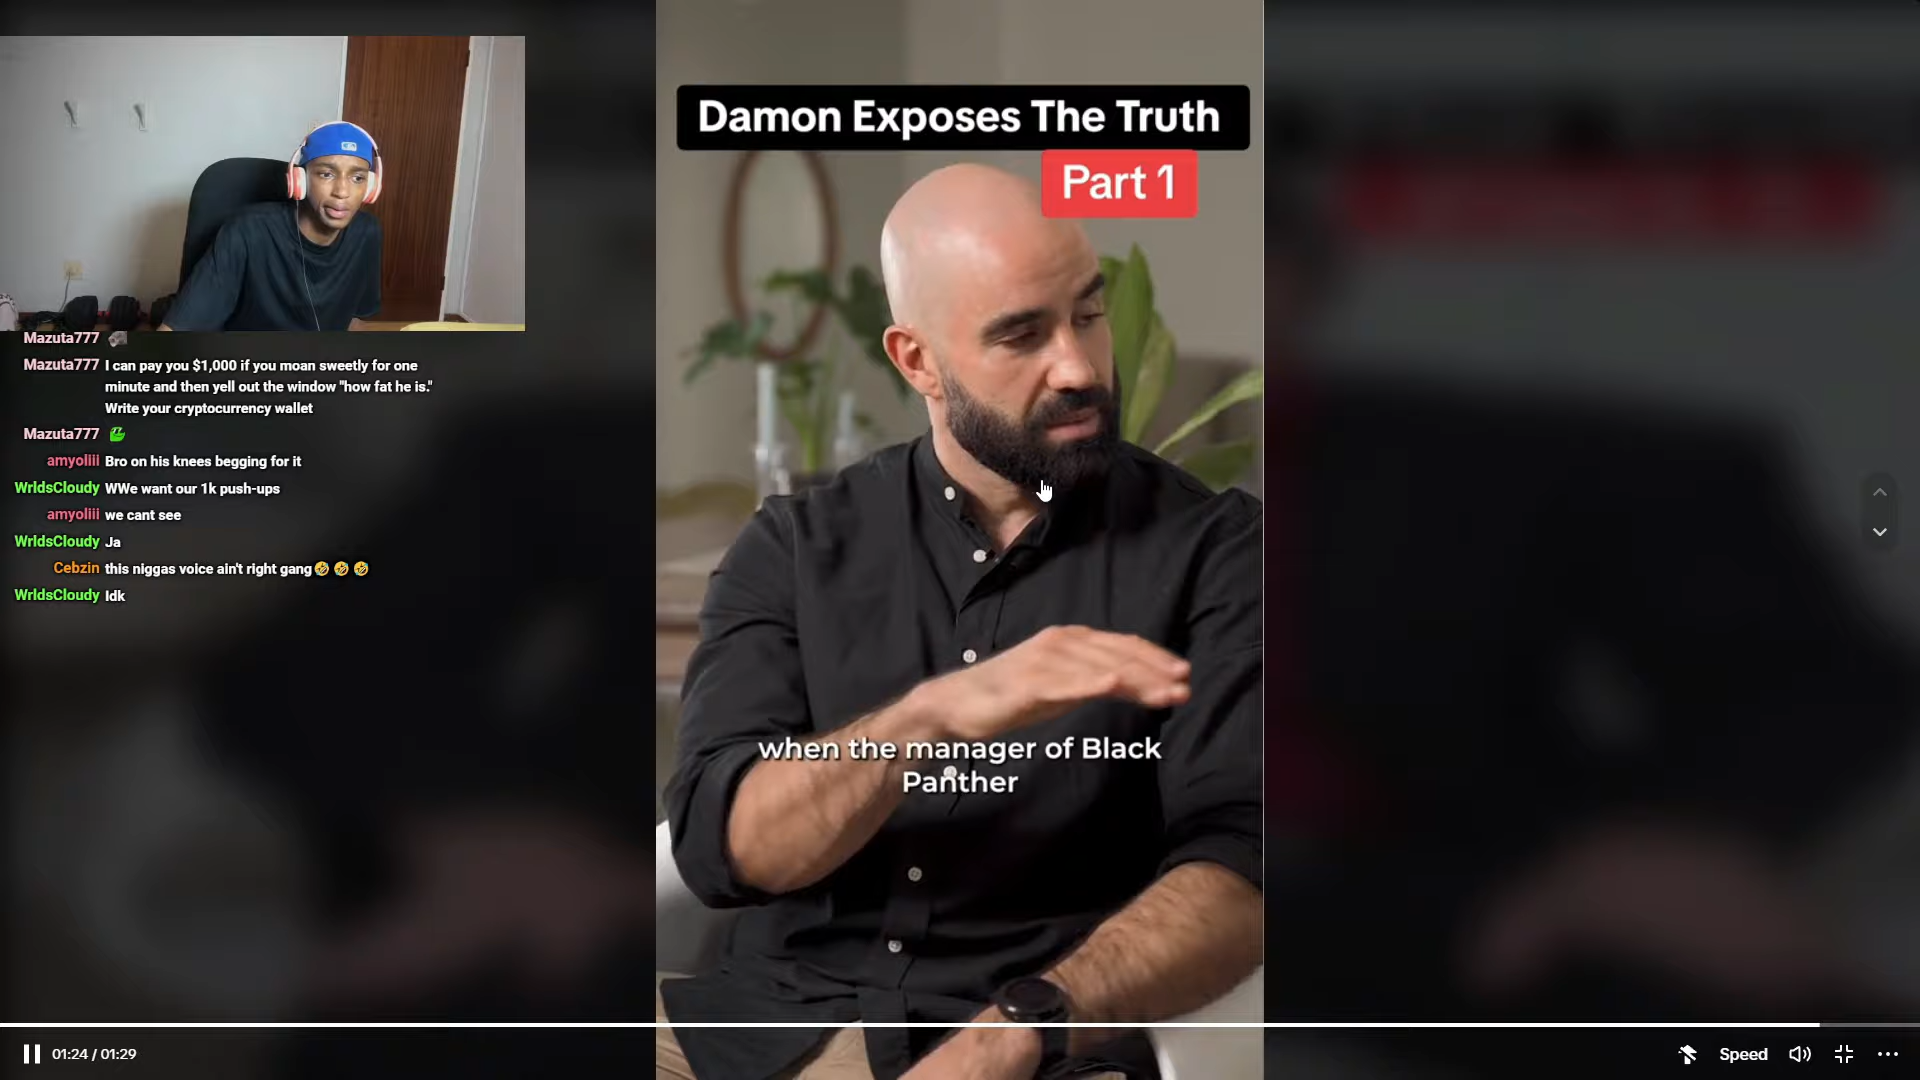 Damon Exposes The Truth
Part 1
Mazuta777
Mazuta777 I can pay you $1,000 if you moan sweetly for one
minute and then yell out the window "how fat he is."
Write your cryptocurrency wallet
Mazuta777
amyoliii Bro on his knees begging for it
WrldsCloudy WWe want our 1k push-ups
amyoliii we cant see
WrldsCloudy Ja
Cebzin this niggas voice ain't right gang🤣🤣🤣
WrldsCloudy Idk
when the manager of Black
Panther
01:24 / 01:29
Speed